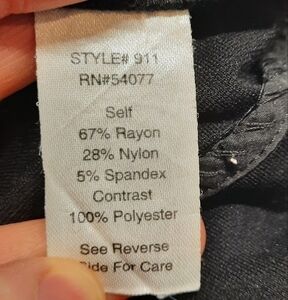 STYLE# 911
RN#54077
Self
67% Rayon
28% Nylon
5% Spandex
Contrast
100% Polyester
See Reverse
Side For Care